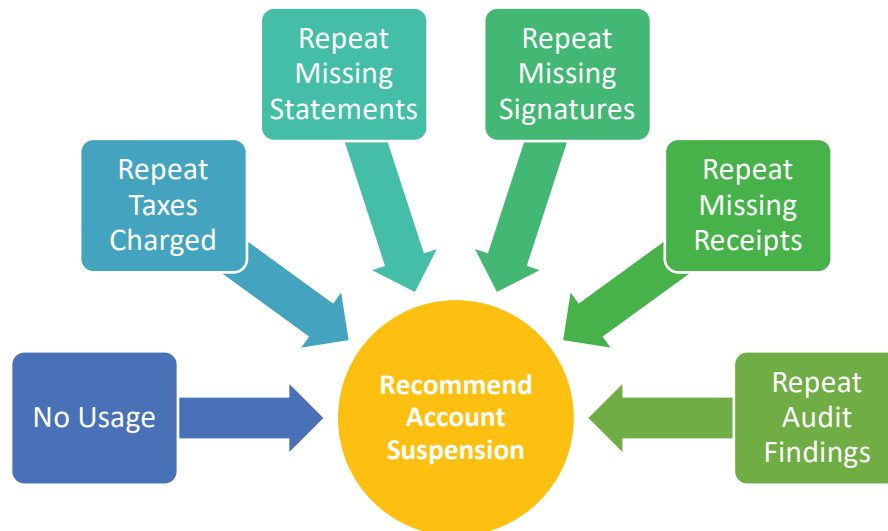 Repeat
Missing
Statements
Repeat
Missing
Signatures
Repeat
Taxes
Charged
Repeat
Missing
Receipts
No Usage
Recommend
Account
Suspension
Repeat
Audit
Findings